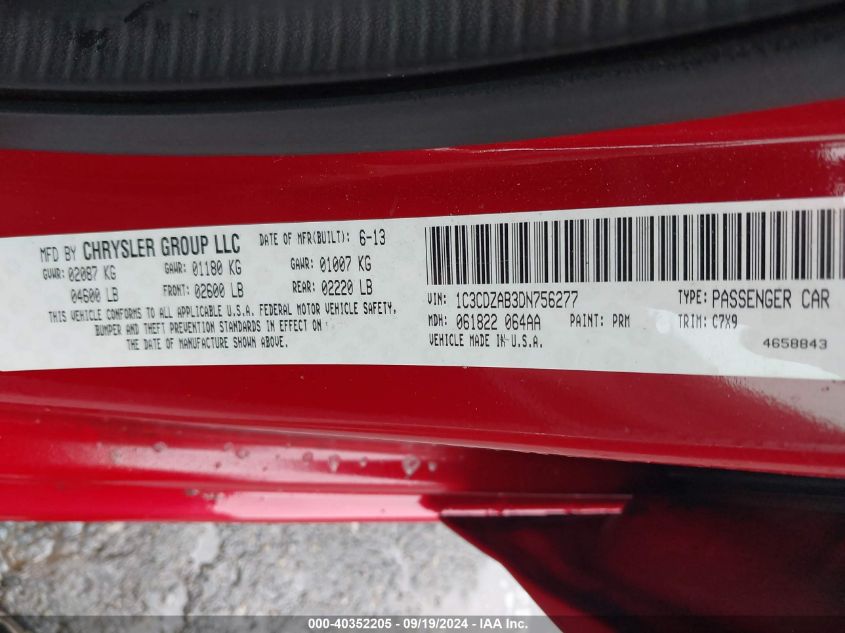 MFD BY CHRYSLER GROUP LLC DATE OF MFR(BUILT): 6-13
GVWR: 02087 KG GAWR: 01180 KG GAWR: 01007 KG
04600 LB FRONT: 02600 LB REAR: 02220 LB
THIS VEHICLE CONFORMS TO ALL APPLICABLE U.S.A. FEDERAL MOTOR VEHICLE SAFETY,
BUMPER AND THEFT PREVENTION STANDARDS IN EFFECT ON
THE DATE OF MANUFACTURE SHOWN ABOVE.
VIN: 1C3CDZAB3DN756277 TYPE: PASSENGER CAR
MDH: 061822 064AA PAINT: PRM TRIM: C7X9
VEHICLE MADE IN U.S.A. 4658843
000-40352205 - 09/19/2024 - IAA Inc.